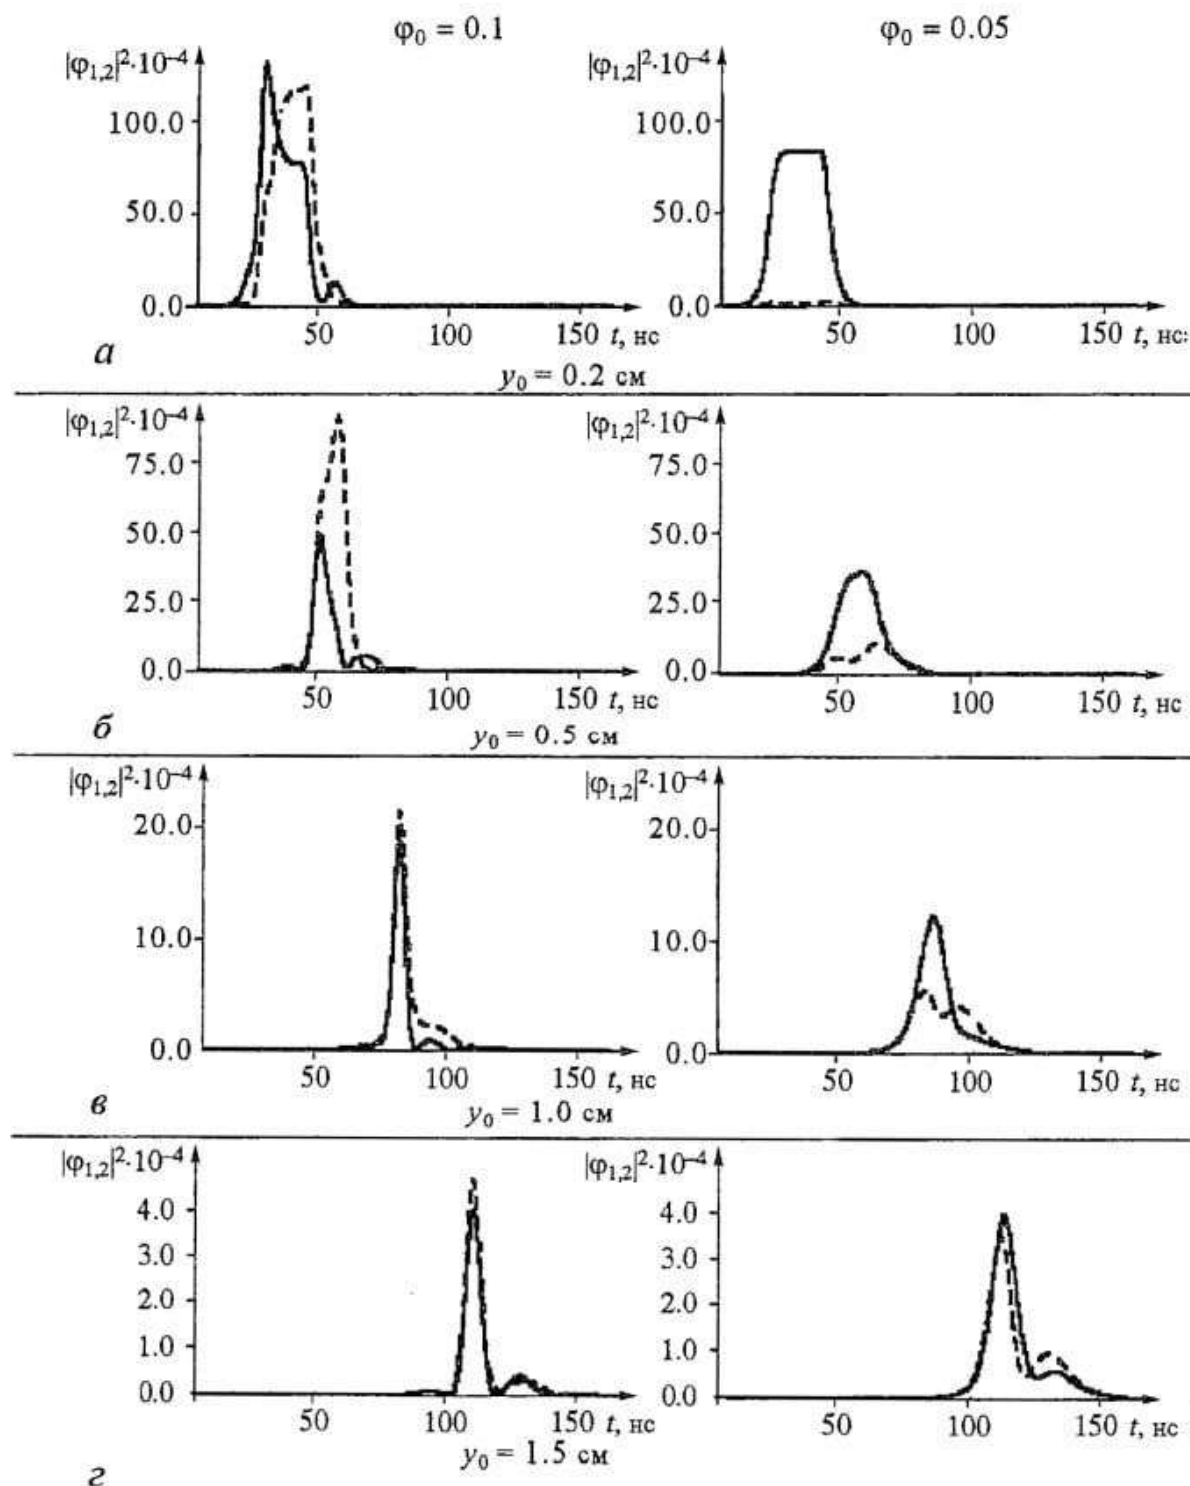 φ₀ = 0.1
φ₀ = 0.05
|φ₁,₂|²·10⁻⁴
100.0
50.0
0.0
50
100
150 t, нс
|φ₁,₂|²·10⁻⁴
100.0
50.0
0.0
50
100
150 t, нс:
а
y₀ = 0.2 см
|φ₁,₂|²·10⁻⁴
75.0
50.0
25.0
0.0
50
100
150 t, нс
|φ₁,₂|²·10⁻⁴
75.0
50.0
25.0
0.0
50
100
150 t, нс
б
y₀ = 0.5 см
|φ₁,₂|²·10⁻⁴
20.0
10.0
0.0
50
100
150 t, нс
|φ₁,₂|²·10⁻⁴
20.0
10.0
0.0
50
100
150 t, нс
в
y₀ = 1.0 см
|φ₁,₂|²·10⁻⁴
4.0
3.0
2.0
1.0
0.0
50
100
150 t, нс
|φ₁,₂|²·10⁻⁴
4.0
3.0
2.0
1.0
0.0
50
100
150 t, нс
y₀ = 1.5 см
г